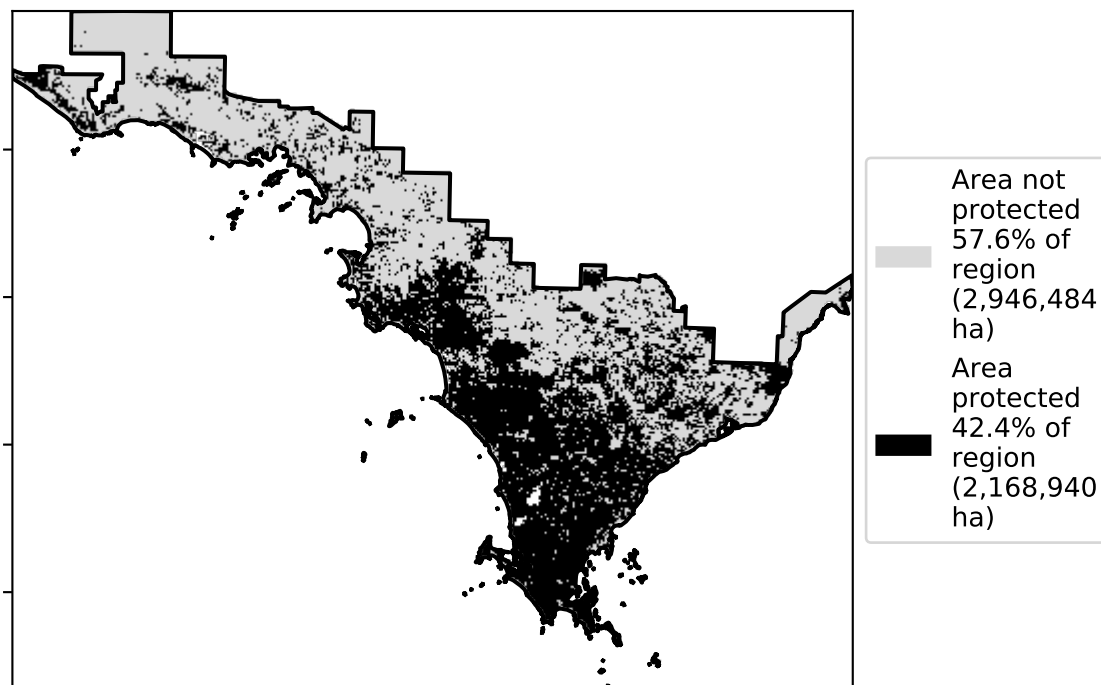 Area not
protected
57.6% of
region
(2,946,484
ha)
Area
protected
42.4% of
region
(2,168,940
ha)